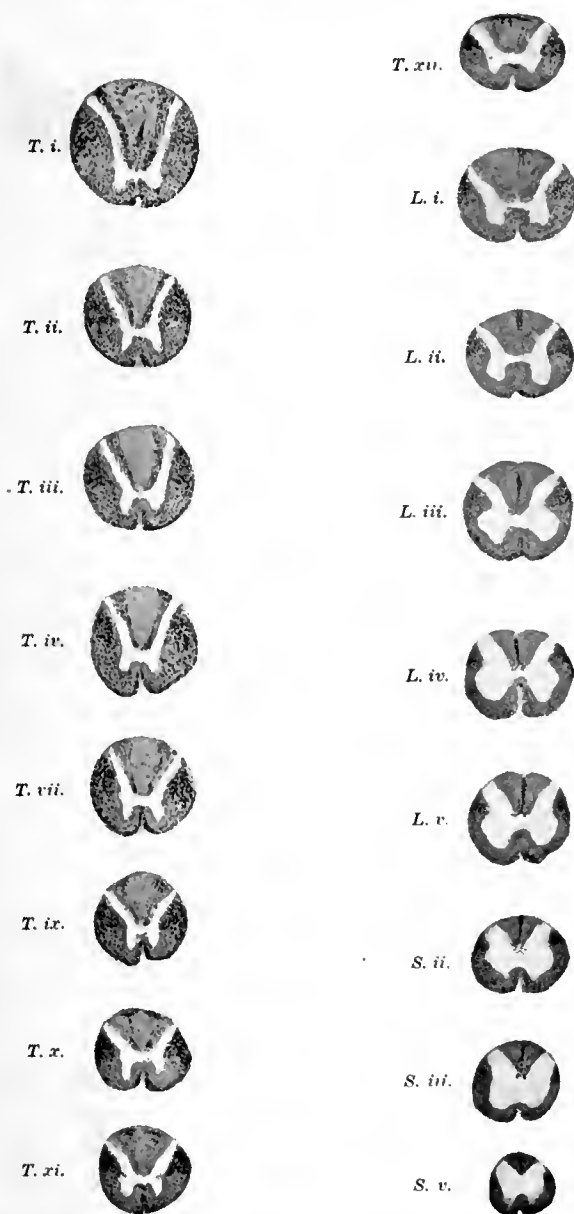 T. i.
T. ii.
T. iii.
T. iv.
T. vii.
T. ix.
T. x.
T. xi.
T. xii.
L. i.
L. ii.
L. iii.
L. iv.
L. v.
S. ii.
S. iii.
S. v.